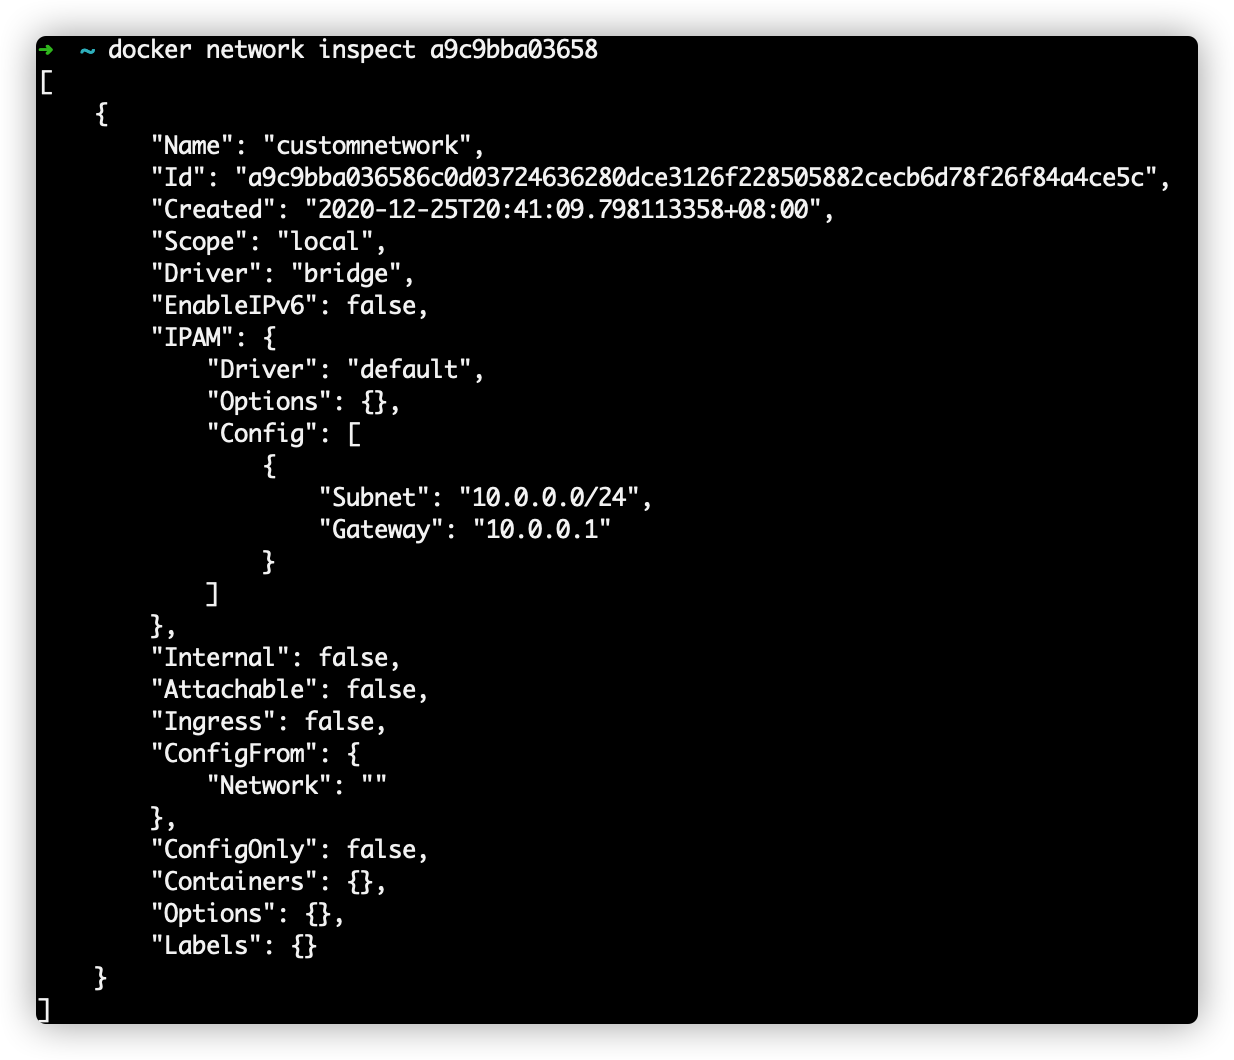 ➜  ~ docker network inspect a9c9bba03658
[
    {
        "Name": "customnetwork",
        "Id": "a9c9bba036586c0d03724636280dce3126f228505882cecb6d78f26f84a4ce5c",
        "Created": "2020-12-25T20:41:09.798113358+08:00",
        "Scope": "local",
        "Driver": "bridge",
        "EnableIPv6": false,
        "IPAM": {
            "Driver": "default",
            "Options": {},
            "Config": [
                {
                    "Subnet": "10.0.0.0/24",
                    "Gateway": "10.0.0.1"
                }
            ]
        },
        "Internal": false,
        "Attachable": false,
        "Ingress": false,
        "ConfigFrom": {
            "Network": ""
        },
        "ConfigOnly": false,
        "Containers": {},
        "Options": {},
        "Labels": {}
    }
]